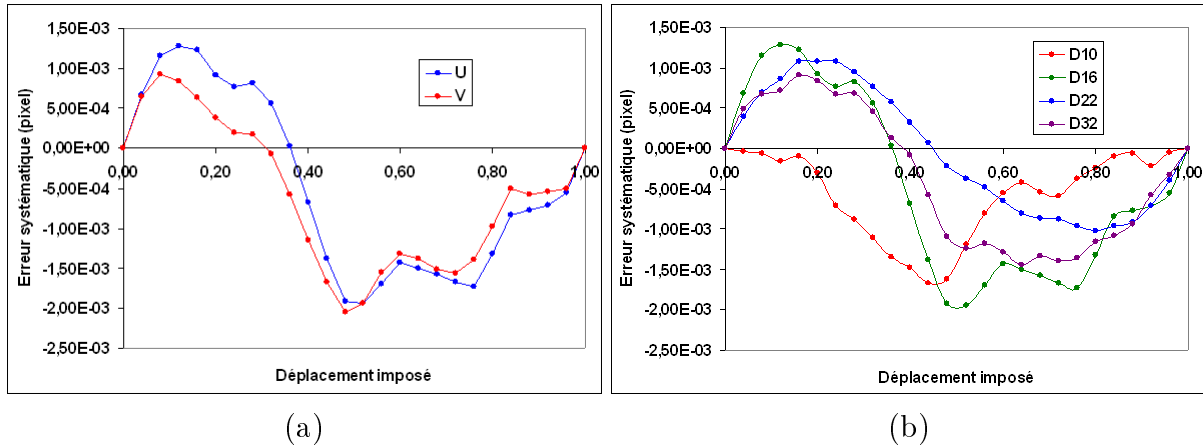 1,50E-03
1,00E-03
5,00E-04
0,00E+00
-5,00E-04
-1,00E-03
-1,50E-03
-2,00E-03
-2,50E-03
0,00
0,20
0,40
0,60
0,80
1,00
Erreur systématique (pixel)
Déplacement imposé
U
V
(a)
1,50E-03
1,00E-03
5,00E-04
0,00E+00
-5,00E-04
-1,00E-03
-1,50E-03
-2,00E-03
-2,50E-03
0,00
0,20
0,40
0,60
0,80
1,00
Erreur systématique (pixel)
Déplacement imposé
D10
D16
D22
D32
(b)